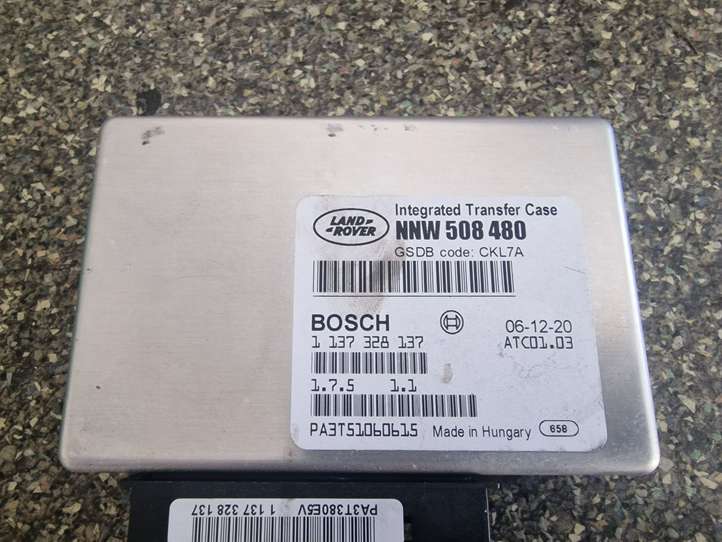 LAND-
-ROVER
Integrated Transfer Case
NNW 508 480
GSDB code: CKL7A
BOSCH
06-12-20
1 137 328 137
ATC01.03
1.7.5 1.1
PA3T51060615 Made in Hungary 658
PA3T380E5V 1 137 328 137